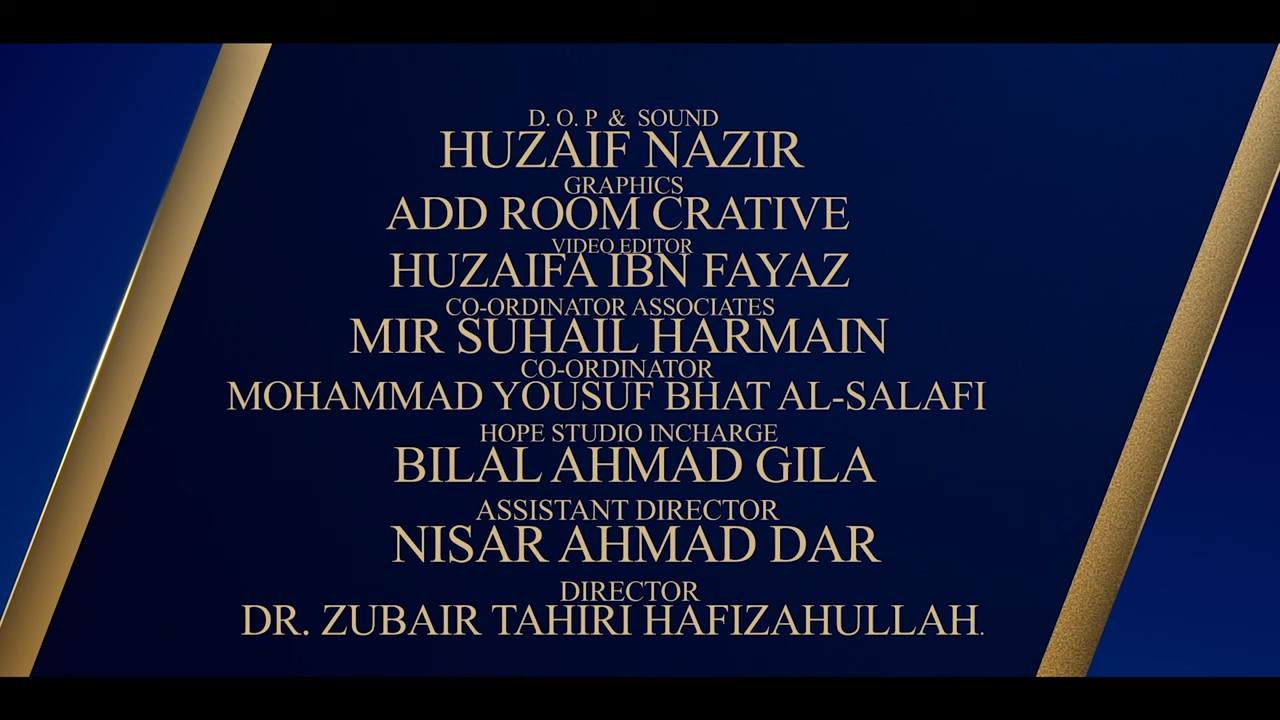 D. O. P & SOUND
HUZAIF NAZIR
GRAPHICS
ADD ROOM CRATIVE
VIDEO EDITOR
HUZAIFA IBN FAYAZ
CO-ORDINATOR ASSOCIATES
MIR SUHAIL HARMAIN
CO-ORDINATOR
MOHAMMAD YOUSUF BHAT AL-SALAFI
HOPE STUDIO INCHARGE
BILAL AHMAD GILA
ASSISTANT DIRECTOR
NISAR AHMAD DAR
DIRECTOR
DR. ZUBAIR TAHIRI HAFIZAHULLAH.